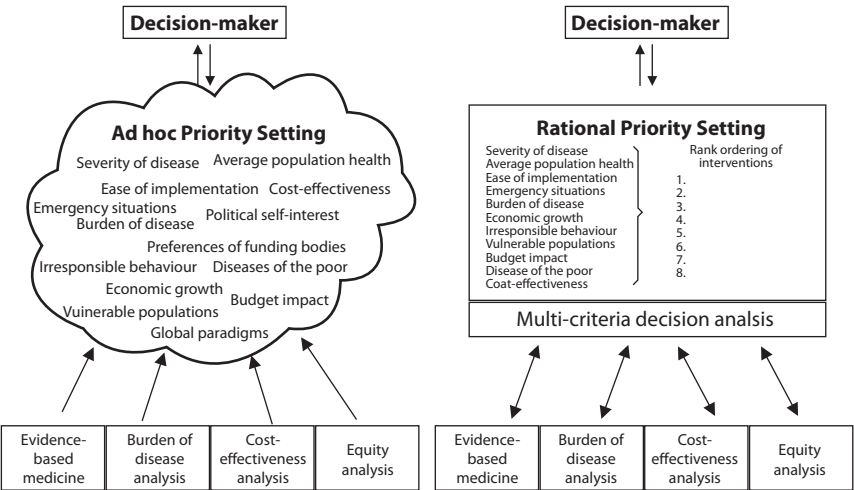 Decision-maker
Ad hoc Priority Setting
Severity of disease
Average population health
Ease of implementation
Cost-effectiveness
Emergency situations
Political self-interest
Burden of disease
Preferences of funding bodies
Irresponsible behaviour
Diseases of the poor
Economic growth
Budget impact
Vuinerable populations
Global paradigms
Evidence-
based
medicine
Burden of
disease
analysis
Cost-
effectiveness
analysis
Equity
analysis
Decision-maker
Rational Priority Setting
Severity of disease
Average population health
Ease of implementation
Emergency situations
Burden of disease
Economic growth
Irresponsible behaviour
Vulnerable populations
Budget impact
Disease of the poor
Coat-effectiveness
Rank ordering of
interventions
1.
2.
3.
4.
5.
6.
7.
8.
Multi-criteria decision analsis
Evidence-
based
medicine
Burden of
disease
analysis
Cost-
effectiveness
analysis
Equity
analysis